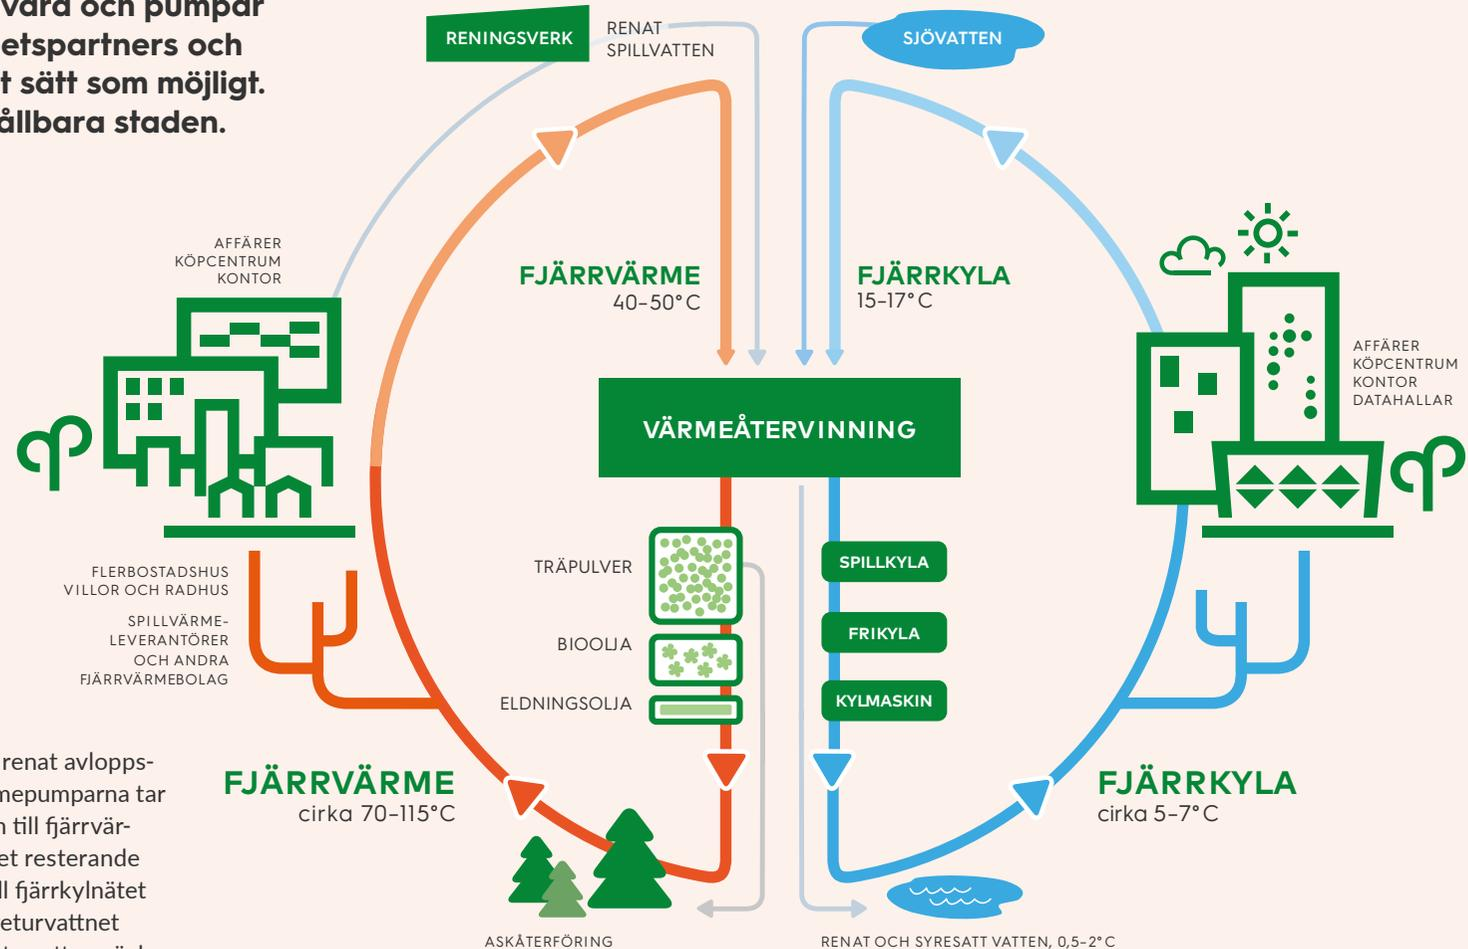 vara och pumpar
etspartners och
t sätt som möjligt.
ållbara staden.
RENINGSVERK
RENAT
SPILLVATTEN
SJÖVATTEN
AFFÄRER
KÖPCENTRUM
KONTOR
FJÄRRVÄRME
40–50°C
FJÄRRKYLA
15–17°C
AFFÄRER
KÖPCENTRUM
KONTOR
DATAHALLAR
VÄRMEÅTERVINNING
FLERBOSTADSHUS
VILLOR OCH RADHUS
SPILLVÄRME-
LEVERANTÖRER
OCH ANDRA
FJÄRRVÄRMEBOLAG
TRÄPULVER
BIOOLJA
ELDNINGSOLJA
SPILLKYLA
FRIKYLA
KYLMASKIN
FJÄRRVÄRME
cirka 70–115°C
FJÄRRKYLA
cirka 5–7°C
renat avlopps-
mepumparna tar
n till fjärrvär-
et resterande
ll fjärrkylnätet
eturvattnet
ASKÅTERFÖRING
RENAT OCH SYRESATT VATTEN, 0,5–2°C